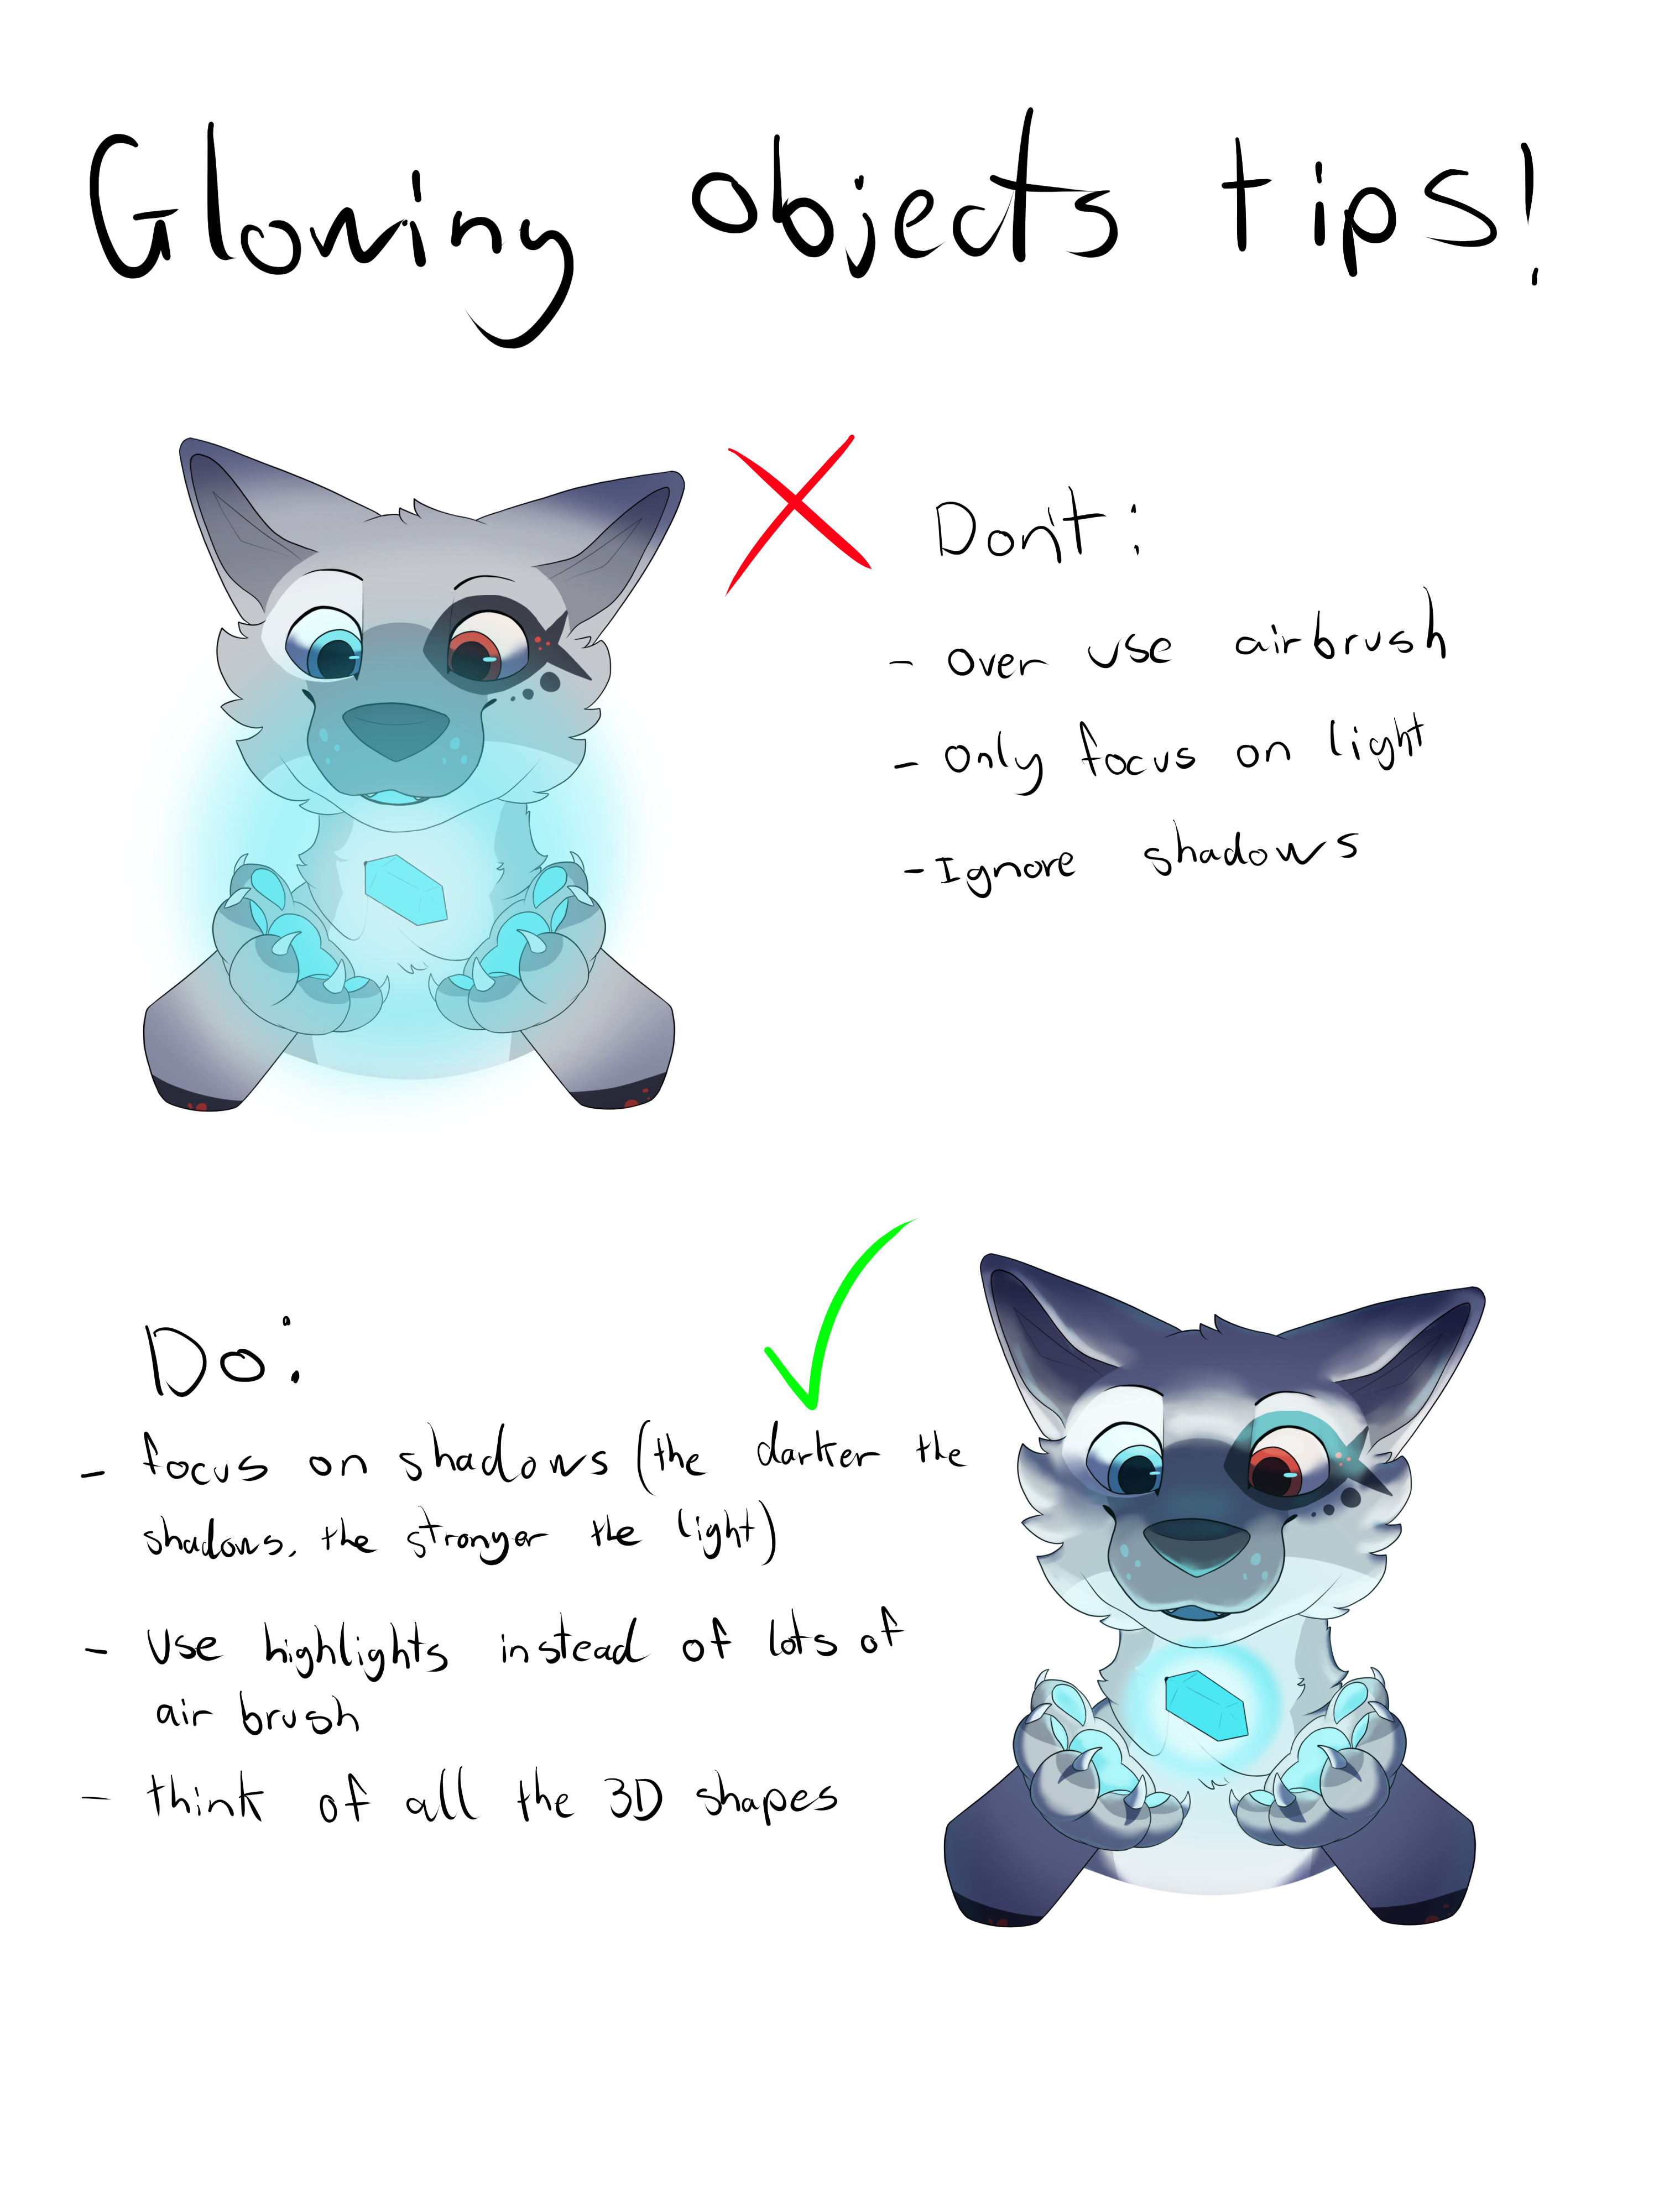 Glowing objects tips!
Don't:
- Over use airbrush
- Only focus on light
- Ignore shadows
Do:
- focus on shadows (the darker the
shadows, the stronger the light)
- Use highlights instead of lots of
air brush
- think of all the 3D shapes